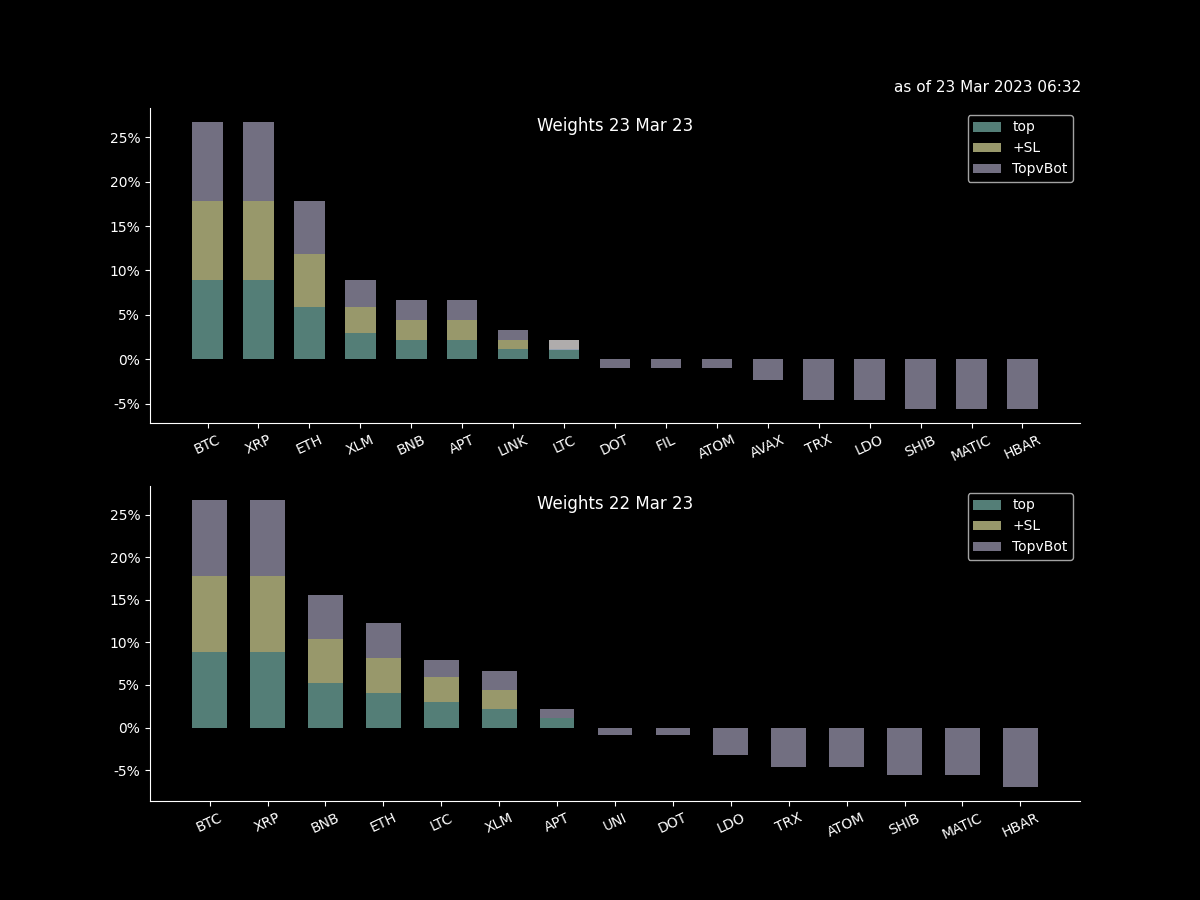 as of 23 Mar 2023 06:32
Weights 23 Mar 23
top
+SL
TopvBot
25%
20%
15%
10%
5%
0%
-5%
BTC XRP ETH XLM BNB APT LINK LTC DOT FIL ATOM AVAX TRX LDO SHIB MATIC HBAR
Weights 22 Mar 23
top
+SL
TopvBot
25%
20%
15%
10%
5%
0%
-5%
BTC XRP BNB ETH LTC XLM APT UNI DOT LDO TRX ATOM SHIB MATIC HBAR